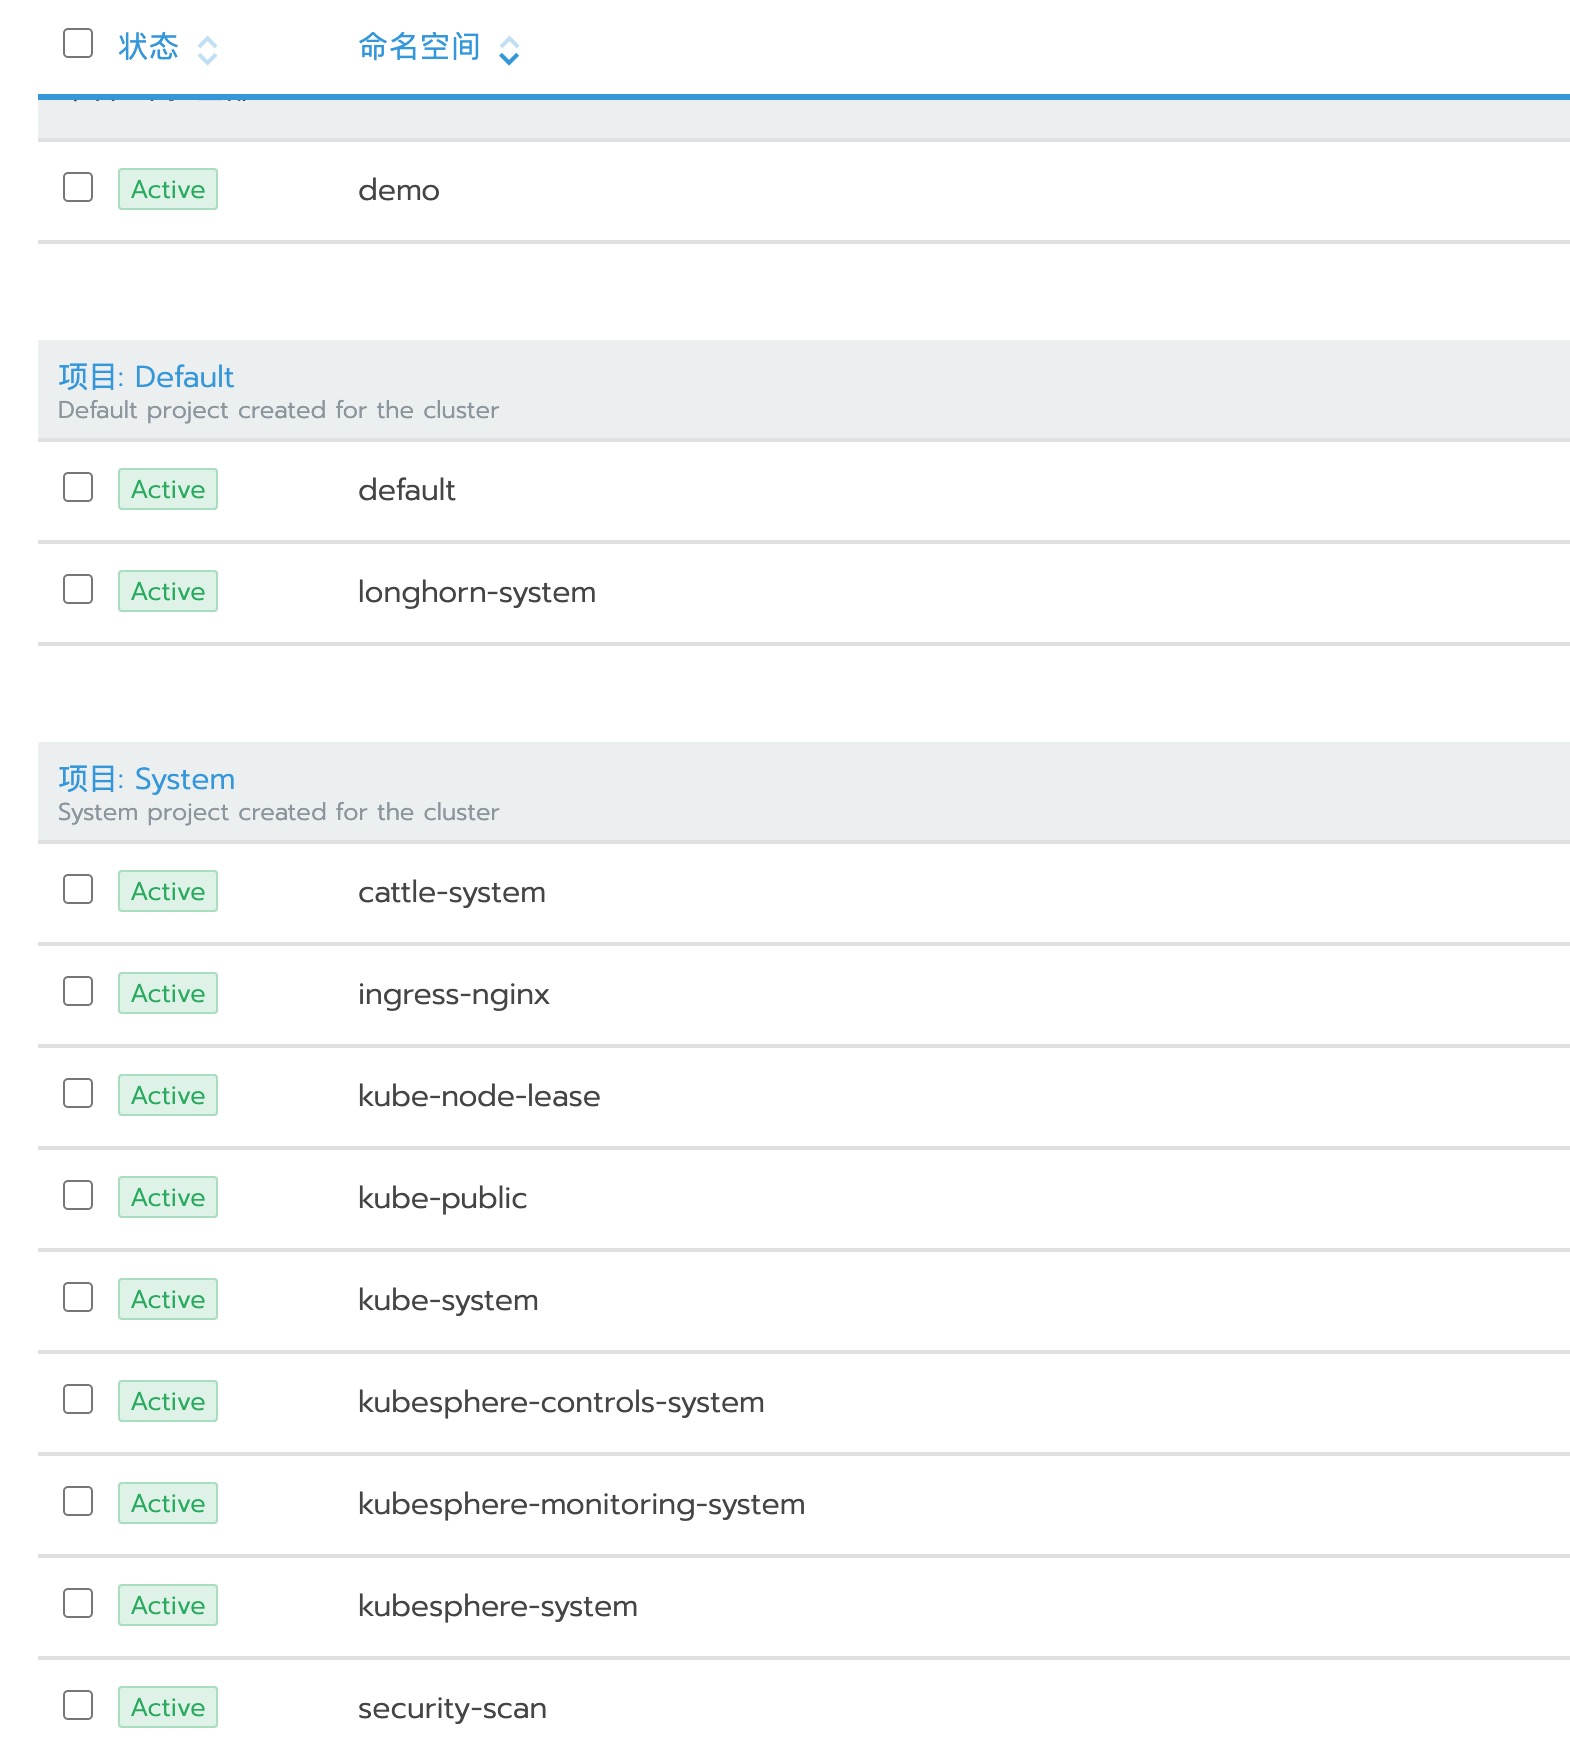 状态 命名空间
Active demo
项目: Default
Default project created for the cluster
Active default
Active longhorn-system
项目: System
System project created for the cluster
Active cattle-system
Active ingress-nginx
Active kube-node-lease
Active kube-public
Active kube-system
Active kubesphere-controls-system
Active kubesphere-monitoring-system
Active kubesphere-system
Active security-scan